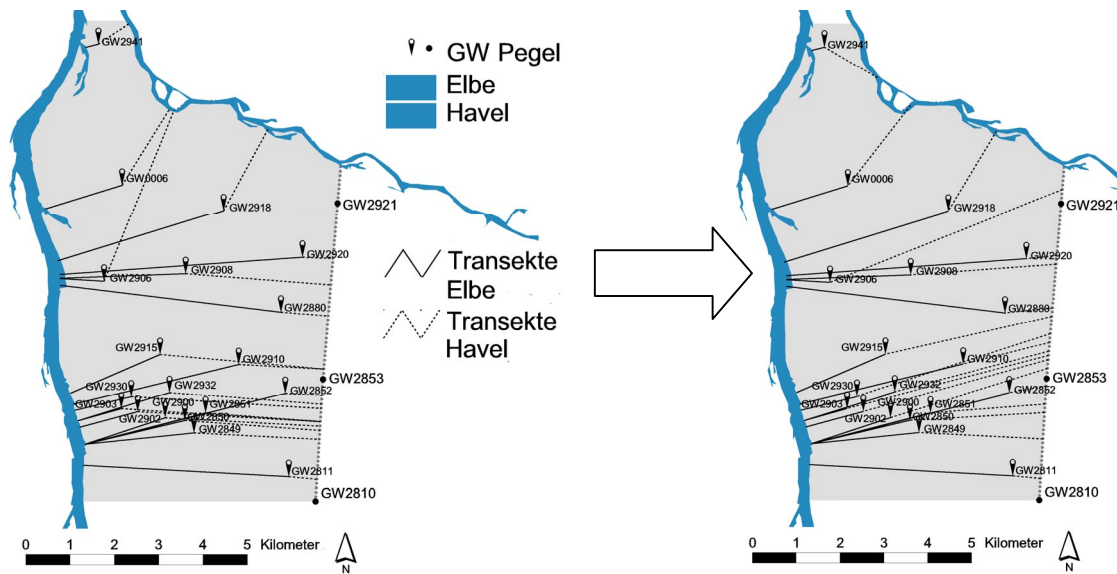 GW2941
GW Pegel
Elbe
Havel
GW0006
GW2918
GW2921
GW2920
GW2908
GW2906
Transekte
Elbe
Transekte
Havel
GW2880
GW2915
GW2910
GW2853
GW2930
GW2932
GW2852
GW2903
GW2900
GW2851
GW2902
GW2850
GW2849
GW2811
GW2810
0 1 2 3 4 5 Kilometer
N
GW2941
GW0006
GW2918
GW2921
GW2920
GW2908
GW2906
GW2880
GW2915
GW2910
GW2853
GW2930
GW2932
GW2852
GW2903
GW2900
GW2851
GW2902
GW2850
GW2849
GW2811
GW2810
0 1 2 3 4 5 Kilometer
N